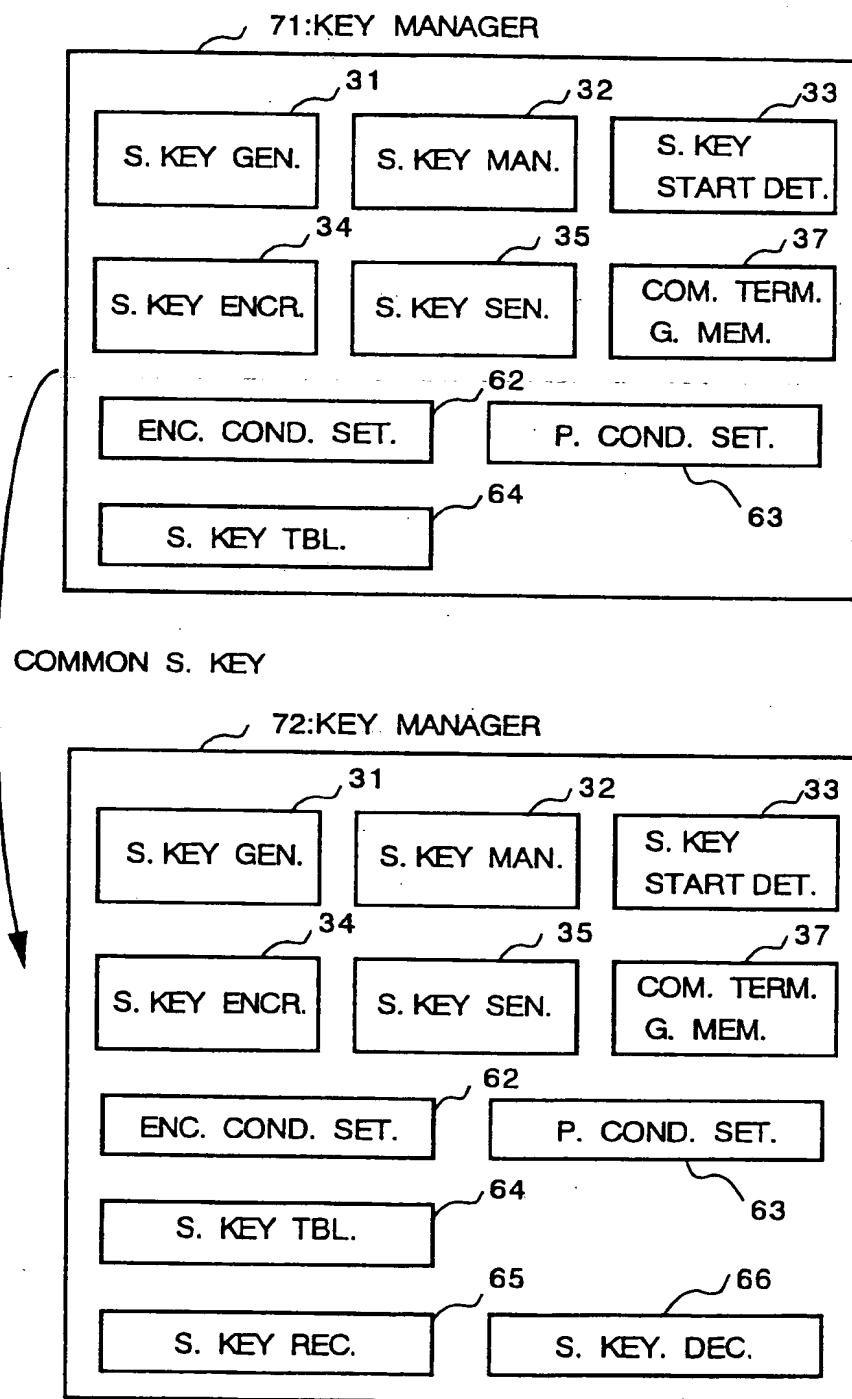 71:KEY MANAGER
31
32
33
S. KEY GEN.
S. KEY MAN.
S. KEY
START DET.
34
35
37
S. KEY ENCR.
S. KEY SEN.
COM. TERM.
G. MEM.
62
ENC. COND. SET.
P. COND. SET.
64
63
S. KEY TBL.
COMMON S. KEY
72:KEY MANAGER
31
32
33
S. KEY GEN.
S. KEY MAN.
S. KEY
START DET.
34
35
37
S. KEY ENCR.
S. KEY SEN.
COM. TERM.
G. MEM.
62
ENC. COND. SET.
P. COND. SET.
64
63
S. KEY TBL.
65
66
S. KEY REC.
S. KEY. DEC.